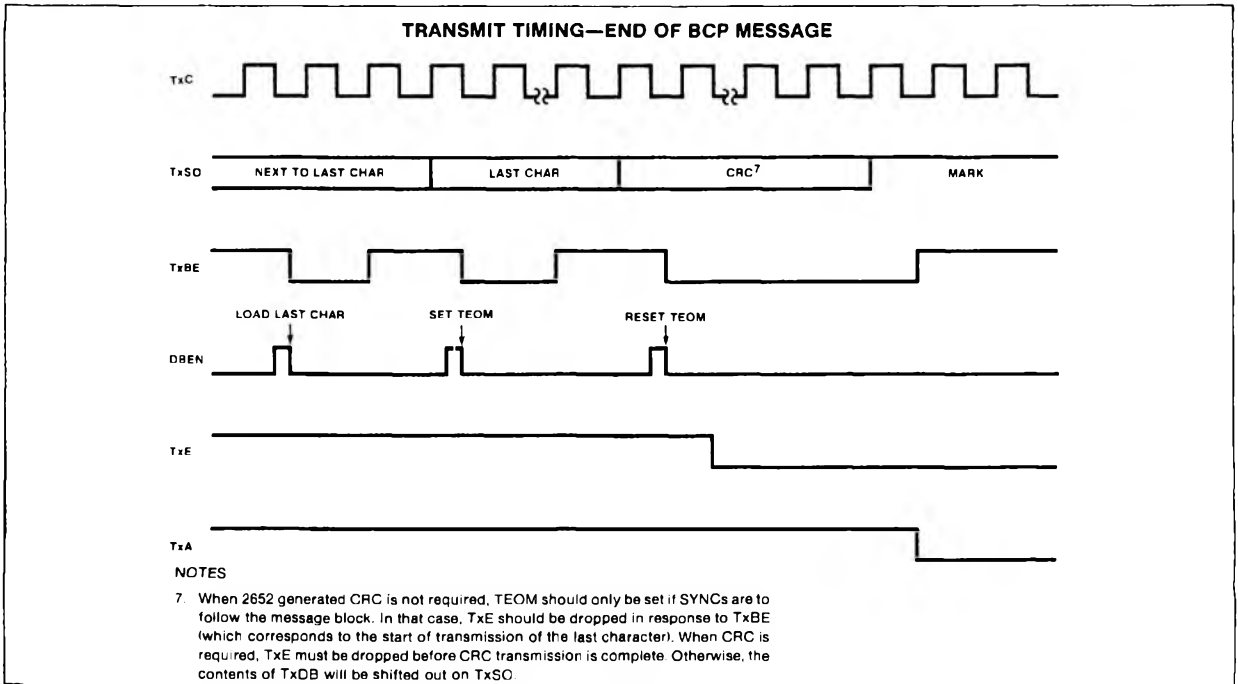 TRANSMIT TIMING—END OF BCP MESSAGE
TxC
TxSO
NEXT TO LAST CHAR
LAST CHAR
CRC7
MARK
TxBE
LOAD LAST CHAR
SET TEOM
RESET TEOM
DBEN
TxE
TxA
NOTES
7. When 2652 generated CRC is not required, TEOM should only be set if SYNCs are to
follow the message block. In that case, TxE should be dropped in response to TxBE
(which corresponds to the start of transmission of the last character). When CRC is
required, TxE must be dropped before CRC transmission is complete. Otherwise, the
contents of TxDB will be shifted out on TxSO.